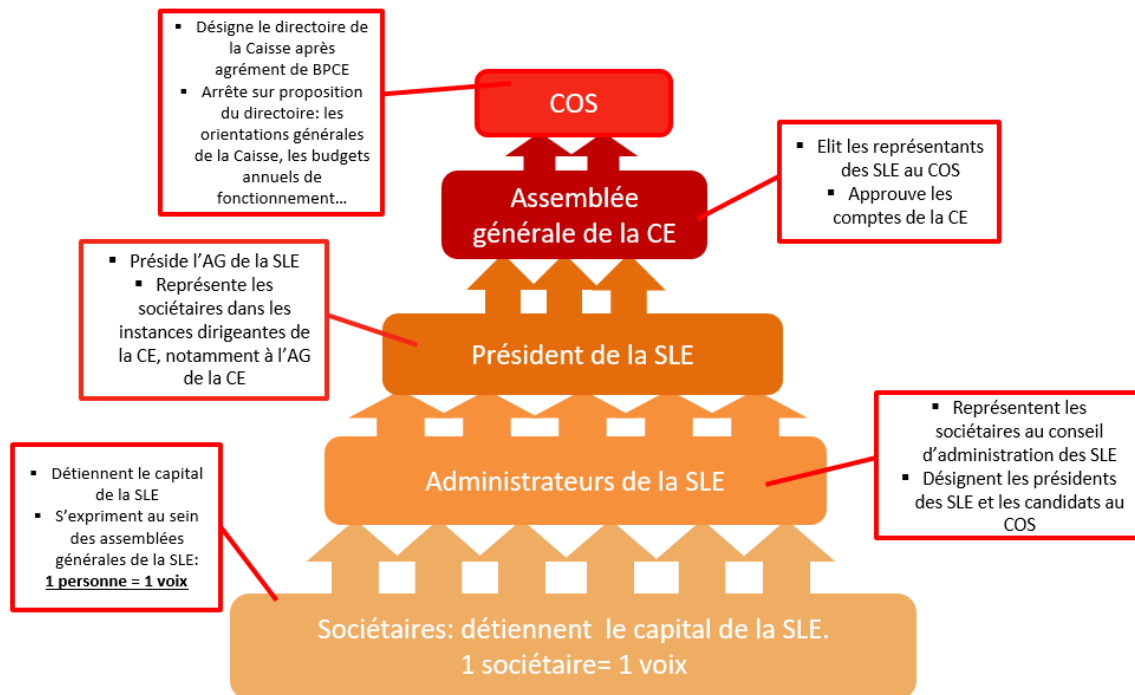 ▪ Désigne le directoire de
la Caisse après
agrément de BPCE
▪ Arrête sur proposition
du directoire: les
orientations générales
de la Caisse, les budgets
annuels de
fonctionnement…
COS
▪ Elit les représentants
des SLE au COS
▪ Approuve les
comptes de la CE
Assemblée
générale de la CE
▪ Préside l’AG de la SLE
▪ Représente les
sociétaires dans les
instances dirigeantes de
la CE, notamment à l’AG
de la CE
Président de la SLE
▪ Représentent les
sociétaires au conseil
d’administration des SLE
▪ Désignent les présidents
des SLE et les candidats au
COS
Administrateurs de la SLE
▪ Détiennent le capital
de la SLE
▪ S’expriment au sein
des assemblées
générales de la SLE:
1 personne = 1 voix
Sociétaires: détiennent le capital de la SLE.
1 sociétaire= 1 voix